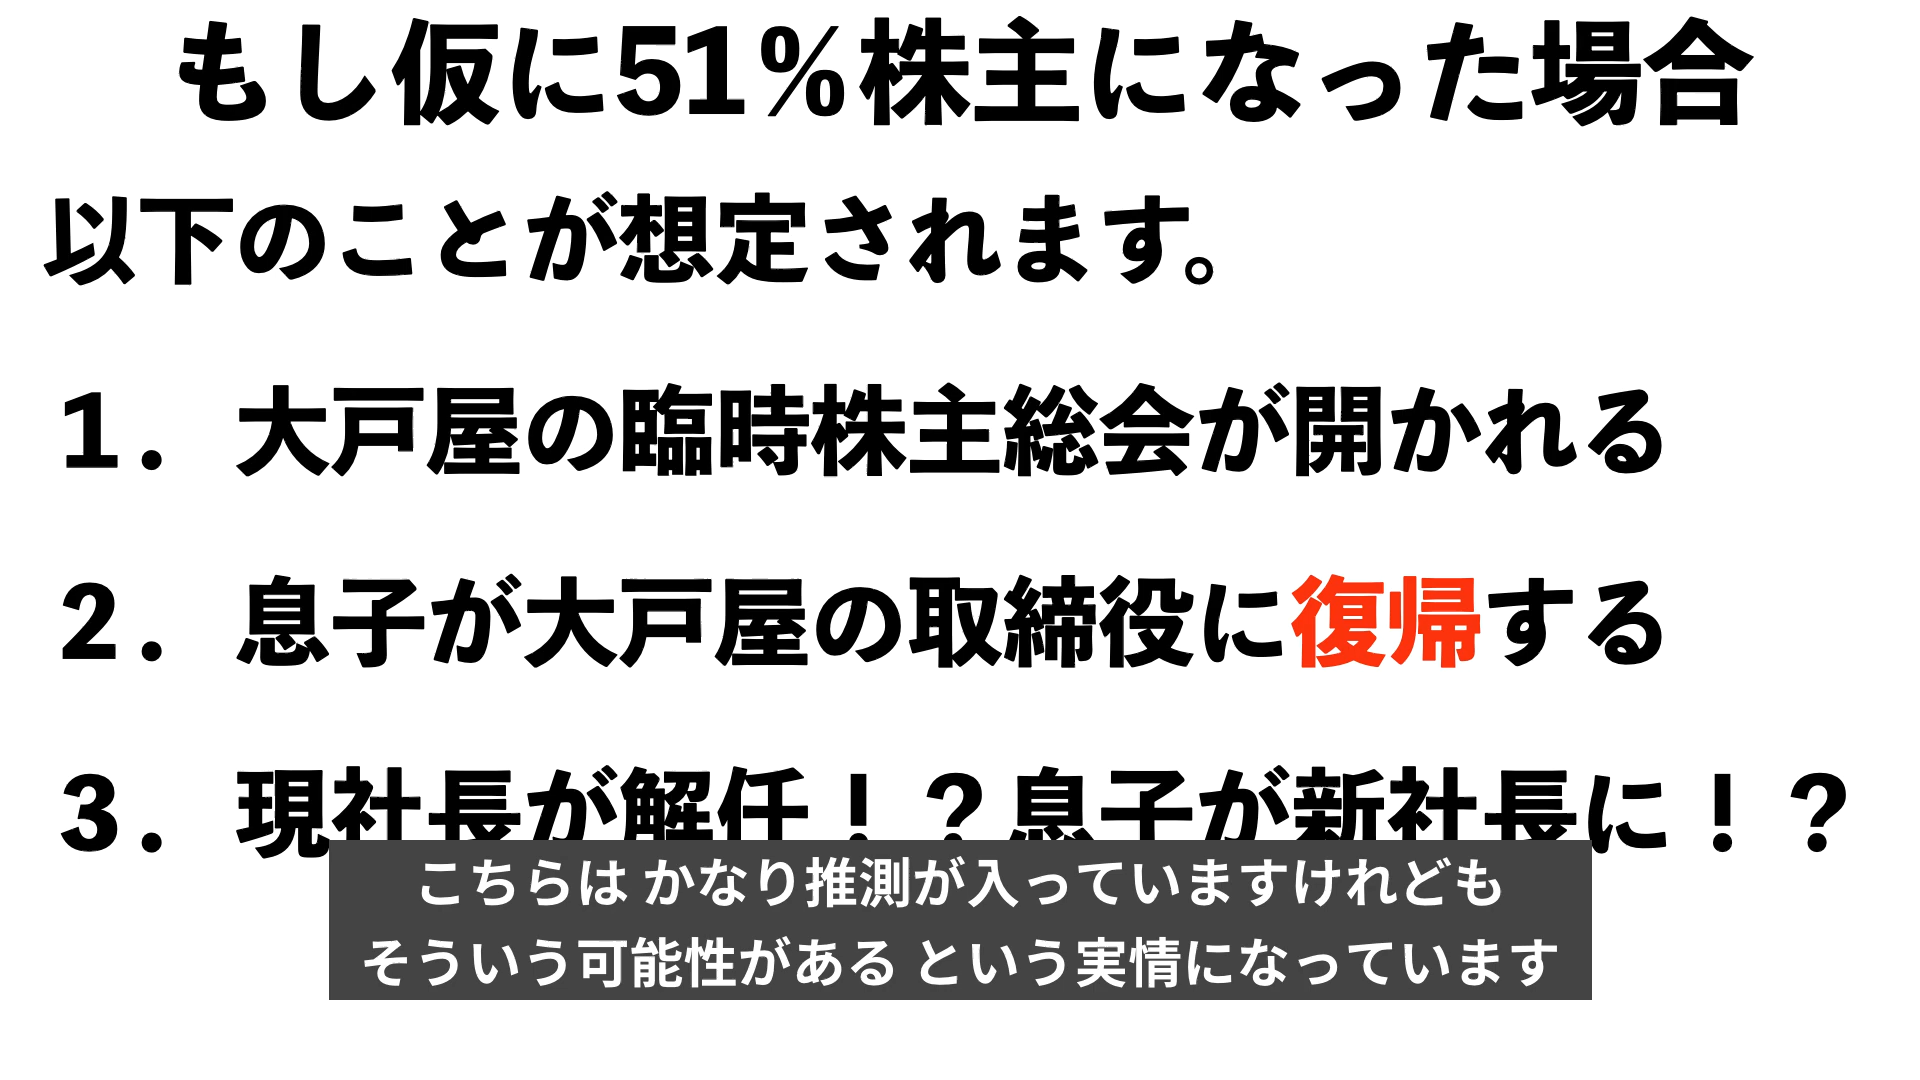 もし仮に51％株主になった場合
以下のことが想定されます。
１．大戸屋の臨時株主総会が開かれる
２．息子が大戸屋の取締役に復帰する
３．現社長が解任！？息子が新社長に！？
こちらは かなり推測が入っていますけれども
そういう可能性がある という実情になっています